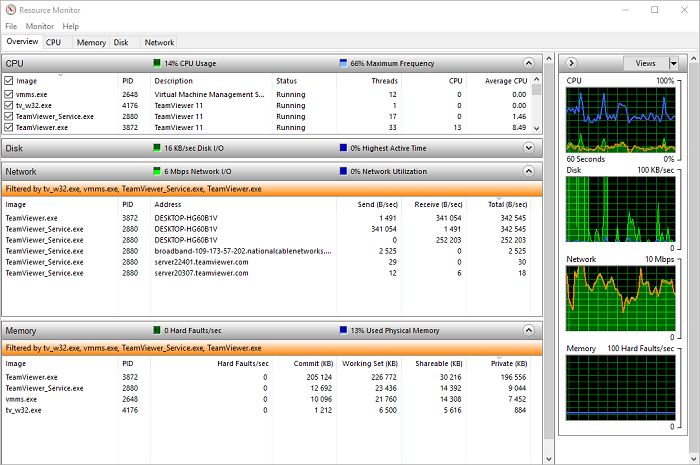 Resource Monitor
File Monitor Help
Overview CPU Memory Disk Network
CPU 14% CPU Usage 66% Maximum Frequency
Image PID Description Status Threads CPU Average CPU
vmms.exe 2648 Virtual Machine Management S... Running 12 0 0.00
tv_w32.exe 4176 TeamViewer 11 Running 1 0 0.00
TeamViewer_Service.exe 2880 TeamViewer 11 Running 17 0 1.46
TeamViewer.exe 3872 TeamViewer 11 Running 33 13 8.49
Disk 16 KB/sec Disk I/O 0% Highest Active Time
Network 6 Mbps Network I/O 0% Network Utilization
Filtered by tv_w32.exe, vmms.exe, TeamViewer_Service.exe, TeamViewer.exe
Image PID Address Send (B/sec) Receive (B/sec) Total (B/sec)
TeamViewer.exe 3872 DESKTOP-HG60B1V 1 491 341 054 342 545
TeamViewer_Service.exe 2880 DESKTOP-HG60B1V 341 054 1 491 342 545
TeamViewer_Service.exe 2880 DESKTOP-HG60B1V 0 252 203 252 203
TeamViewer_Service.exe 2880 broadband-109-173-57-202.nationalcablenetworks.... 2 525 0 2 525
TeamViewer_Service.exe 2880 server22401.teamviewer.com 29 0 30
TeamViewer_Service.exe 2880 server20307.teamviewer.com 12 6 18
Memory 0 Hard Faults/sec 13% Used Physical Memory
Filtered by tv_w32.exe, vmms.exe, TeamViewer_Service.exe, TeamViewer.exe
Image PID Hard Faults/sec Commit (KB) Working Set (KB) Shareable (KB) Private (KB)
TeamViewer.exe 3872 0 205 124 226 772 30 216 196 556
TeamViewer_Service.exe 2880 0 12 692 23 436 14 392 9 044
vmms.exe 2648 0 10 096 21 760 14 308 7 452
tv_w32.exe 4176 0 1 212 6 500 5 616 884
Views
CPU 100%
60 Seconds 0%
Disk 100 KB/sec
0
Network 10 Mbps
0
Memory 100 Hard Faults/sec
0